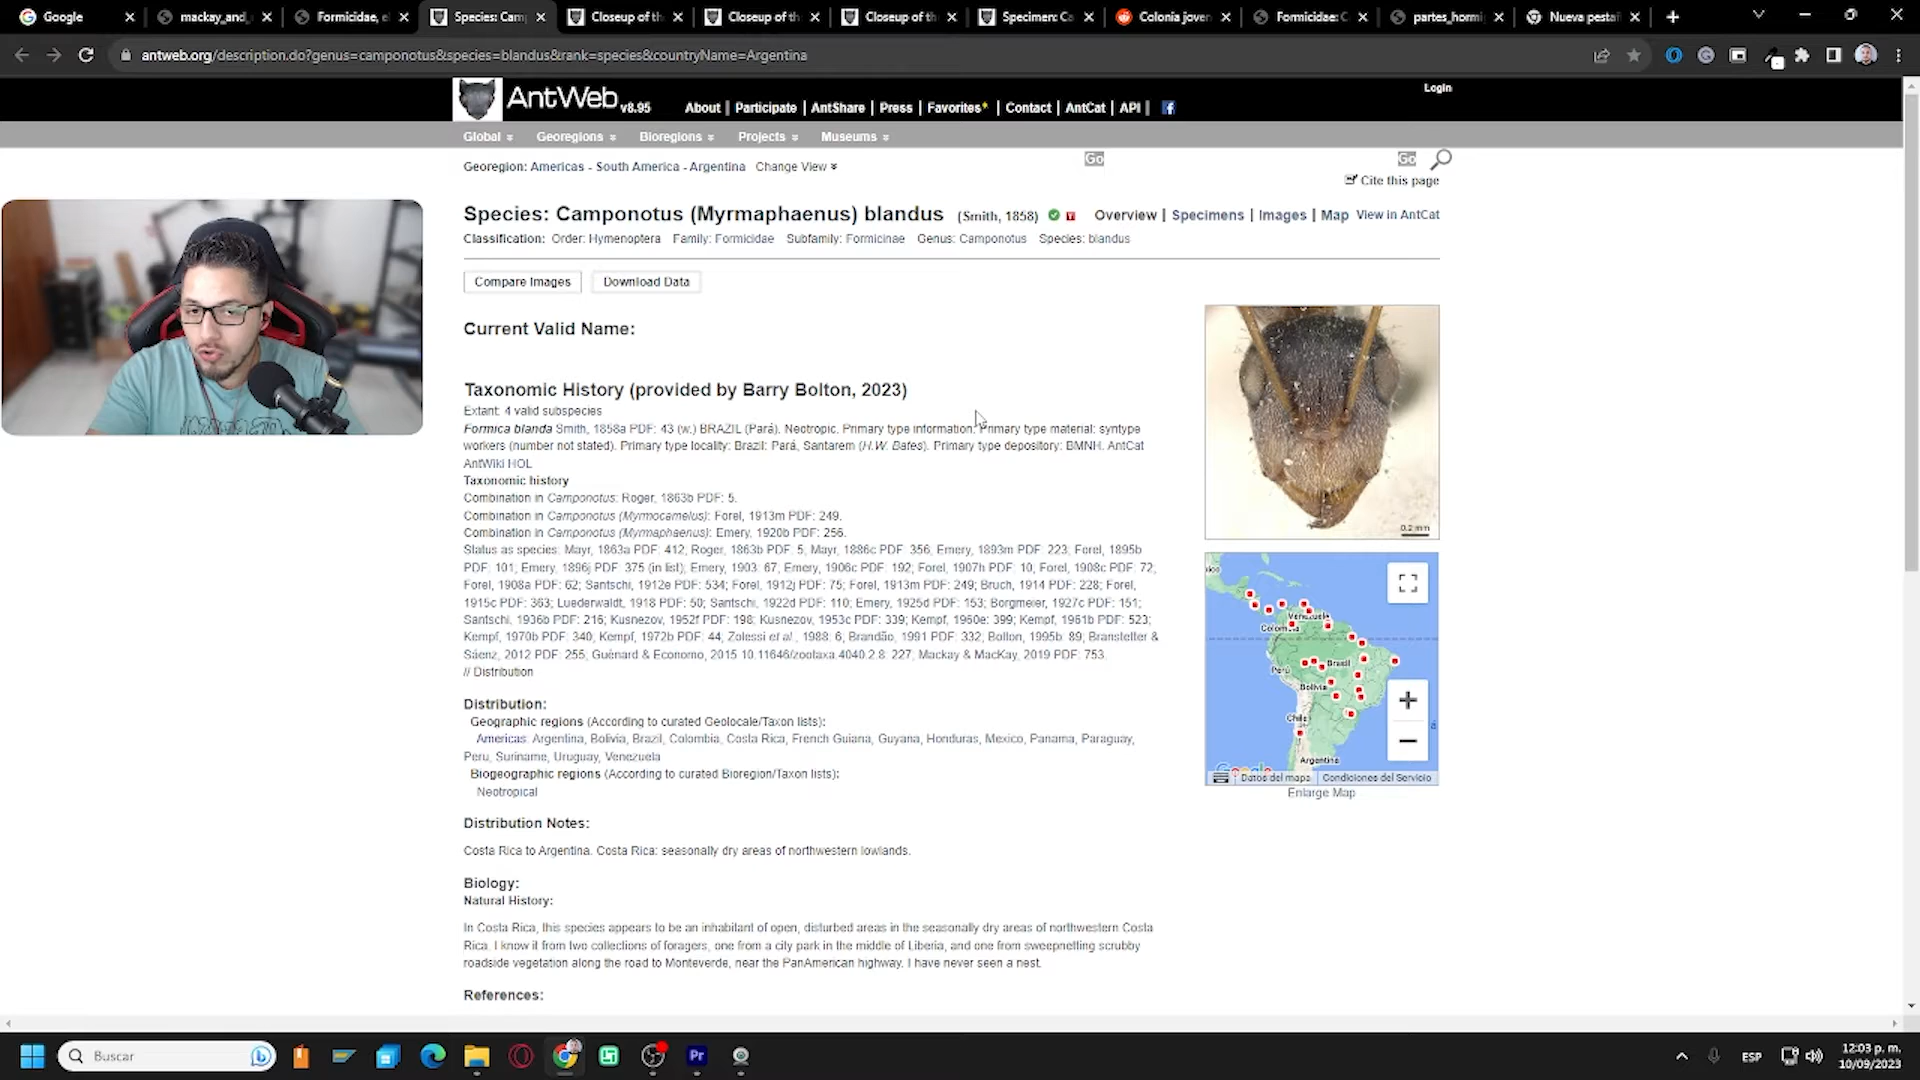 Google
mackay_and_
Formicidae, e
Species: Cam
Closeup of th
Closeup of th
Closeup of th
Specimen: Ca
Colonia jover
Formicidae: C
partes_hormi
Nueva pestañ
antweb.org/description.do?genus=camponotus&species=blandus&rank=species&countryName=Argentina
Login
AntWeb v8.95
About | Participate | AntShare | Press | Favorites* | Contact | AntCat | API |
Global Georegions Bioregions Projects Museums
Georegion: Americas - South America - Argentina Change View
Go
Go
Cite this page
Species: Camponotus (Myrmaphaenus) blandus (Smith, 1858)
Overview | Specimens | Images | Map View in AntCat
Classification: Order: Hymenoptera Family: Formicidae Subfamily: Formicinae Genus: Camponotus Species: blandus
Compare Images Download Data
Current Valid Name:
Taxonomic History (provided by Barry Bolton, 2023)
Extant: 4 valid subspecies
Formica blanda Smith, 1858a PDF: 43 (w.) BRAZIL (Pará). Neotropic. Primary type information: Primary type material: syntype
workers (number not stated). Primary type locality: Brazil: Pará, Santarem (H.W. Bates). Primary type depository: BMNH. AntCat
AntWiki HOL
Taxonomic history
Combination in Camponotus: Roger, 1863b PDF: 5.
Combination in Camponotus (Myrmocamelus): Forel, 1913m PDF: 249.
Combination in Camponotus (Myrmaphaenus): Emery, 1920b PDF: 256.
Status as species: Mayr, 1863a PDF: 412; Roger, 1863b PDF: 5; Mayr, 1886c PDF: 356; Emery, 1893m PDF: 223; Forel, 1895b
PDF: 101; Emery, 1896j PDF: 375 (in list); Emery, 1903: 67; Emery, 1906c PDF: 192; Forel, 1907h PDF: 10; Forel, 1908c PDF: 72;
Forel, 1908a PDF: 62; Santschi, 1912e PDF: 534; Forel, 1912j PDF: 75; Forel, 1913m PDF: 249; Bruch, 1914 PDF: 228; Forel,
1915c PDF: 363; Luederwaldt, 1918 PDF: 50; Santschi, 1922d PDF: 110; Emery, 1925d PDF: 153; Borgmeier, 1927c PDF: 151;
Santschi, 1936b PDF: 216; Kusnezov, 1952f PDF: 198; Kusnezov, 1953c PDF: 339; Kempf, 1960e: 399; Kempf, 1961b PDF: 523;
Kempf, 1970b PDF: 340; Kempf, 1972b PDF: 44; Zolessi et al., 1988: 6; Brandão, 1991 PDF: 332; Bolton, 1995b: 89; Branstetter &
Sáenz, 2012 PDF: 255; Guénard & Economo, 2015 10.11646/zootaxa.4040.2.8: 227; Mackay & MacKay, 2019 PDF: 753.
// Distribution
Distribution:
Geographic regions (According to curated Geolocale/Taxon lists):
Americas: Argentina, Bolivia, Brazil, Colombia, Costa Rica, French Guiana, Guyana, Honduras, Mexico, Panama, Paraguay,
Peru, Suriname, Uruguay, Venezuela
Biogeographic regions (According to curated Bioregion/Taxon lists):
Neotropical
Distribution Notes:
Costa Rica to Argentina. Costa Rica: seasonally dry areas of northwestern lowlands.
Biology:
Natural History:
In Costa Rica, this species appears to be an inhabitant of open, disturbed areas in the seasonally dry areas of northwestern Costa
Rica. I know it from two collections of foragers, one from a city park in the middle of Liberia, and one from sweepnetting scrubby
roadside vegetation along the road to Monteverde, near the PanAmerican highway. I have never seen a nest.
References:
0.2 mm
Venezuela
Colombia
Perú
Brasil
Bolivia
Chile
Argentina
Google
Datos del mapa Condiciones del Servicio
Enlarge Map
Buscar
Pr
ESP
12:03 p. m.
10/09/2023